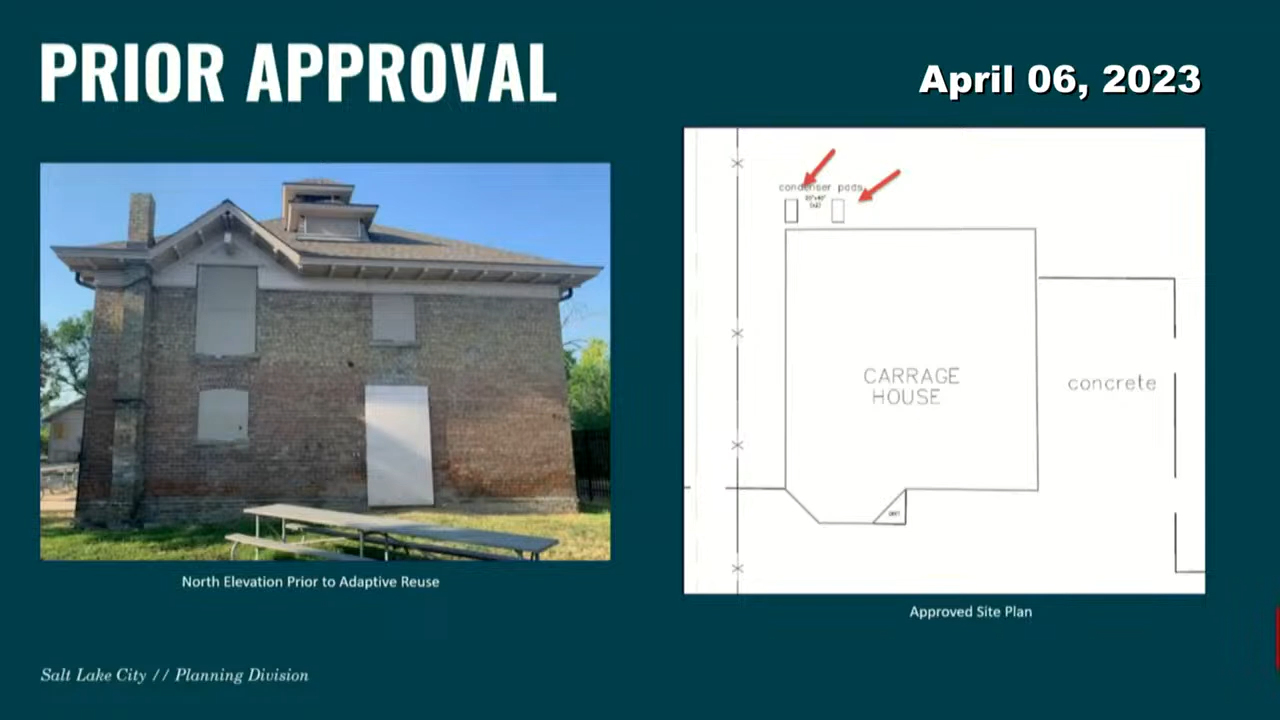 PRIOR APPROVAL
April 06, 2023
condenser pads
CARRAGE
HOUSE
concrete
North Elevation Prior to Adaptive Reuse
Approved Site Plan
Salt Lake City // Planning Division